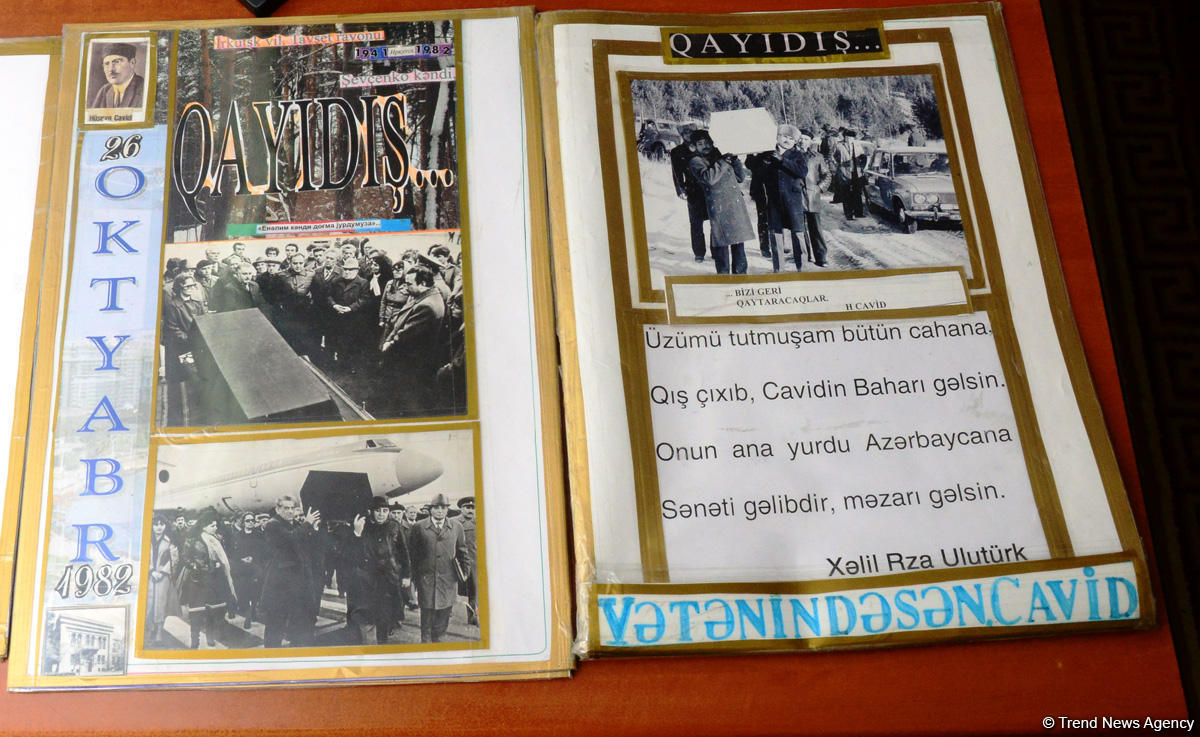 Hüseyn Cavid
26
OKTYABR
1982
İrkutsk vil. Tayşet rayonu
1941 Иркутск 1982
Şevçenko kəndi.
QAYIDIŞ...
QAYIDIŞ...
... BİZİ GERİ
QAYTARACAQLAR.
H CAVİD
Üzümü tutmuşam bütün cahana,
Qış çıxıb, Cavidin Baharı gəlsin.
Onun ana yurdu Azərbaycana
Sənəti gəlibdir, məzarı gəlsin.
Xəlil Rza Ulutürk
VƏTƏNİNDƏSƏN,CAVİD
© Trend News Agency